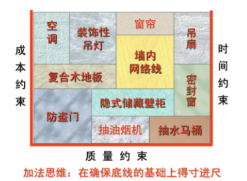 成本约束
空调
装饰性吊灯
窗帘
吊扇
墙内网络线
时间约束
复合木地板
密封窗
防盗门
隐式储藏壁柜
抽油烟机
抽水马桶
质量约束
加法思维：在确保底线的基础上得寸进尺